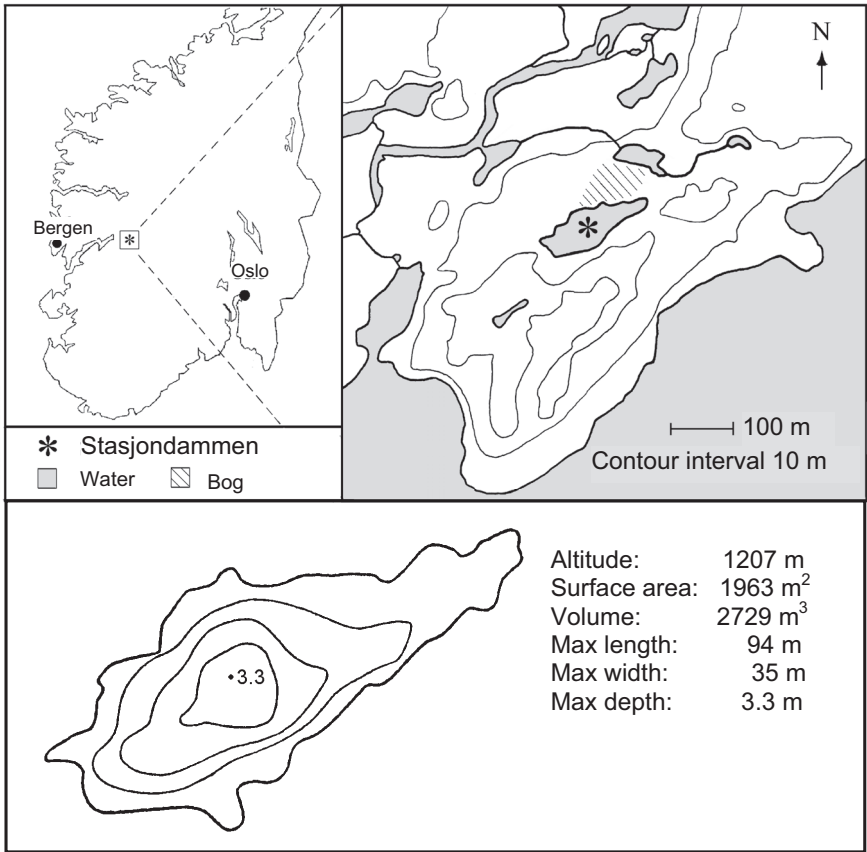 Bergen
Oslo
* Stasjondammen
Water
Bog
N
100 m
Contour interval 10 m
3.3
Altitude: 1207 m
Surface area: 1963 m²
Volume: 2729 m³
Max length: 94 m
Max width: 35 m
Max depth: 3.3 m